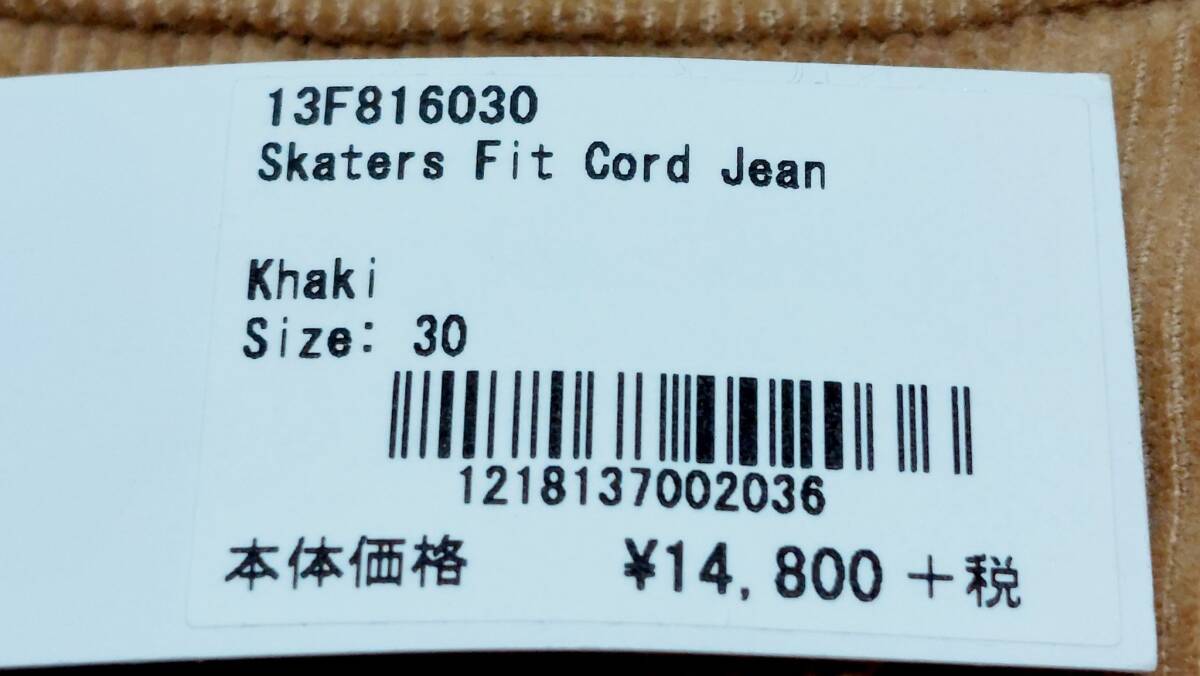 13F816030
Skaters Fit Cord Jean
Khaki
Size: 30
1218137002036
本体価格 ¥14,800 +税